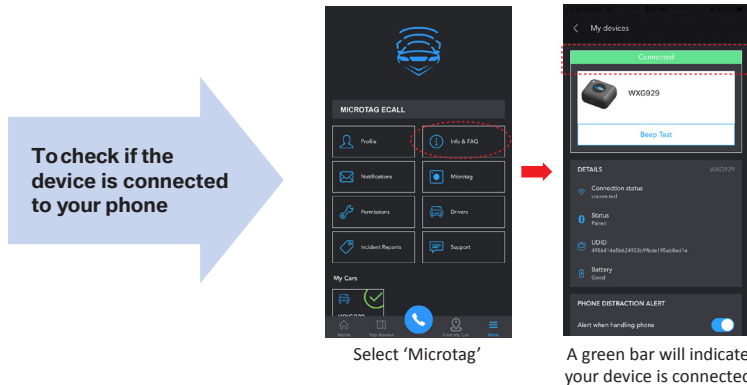 To check if the
device is connected
to your phone
MICROTAG ECALL
Profile
Info & FAQ
Notifications
Microtag
Permissions
Drivers
Incident Reports
Support
My Cars
Home
Find My Car
More
Select ‘Microtag’
My devices
Connected
WXG929
Beep Test
DETAILS
WXG929
Connection status
connected
Status
Paired
UDID
Battery
Good
PHONE DISTRACTION ALERT
Alert when handling phone
A green bar will indicate
your device is connected